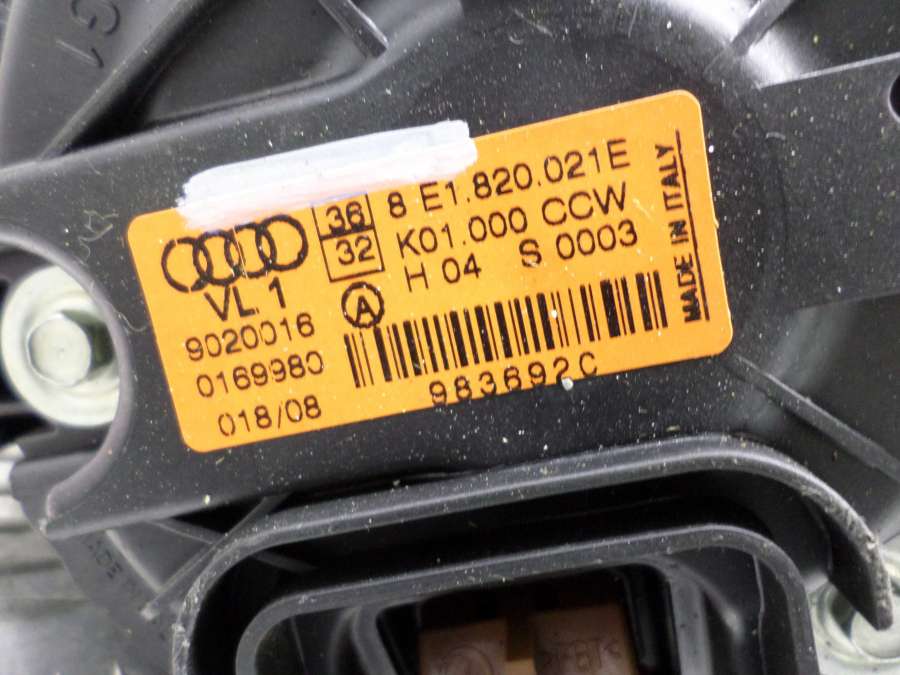 36
32
8 E1.820.021E
K01.000 CCW
H 04 S 0003
VL 1
A
9020016
0169980
018/08
983692C
MADE IN ITALY